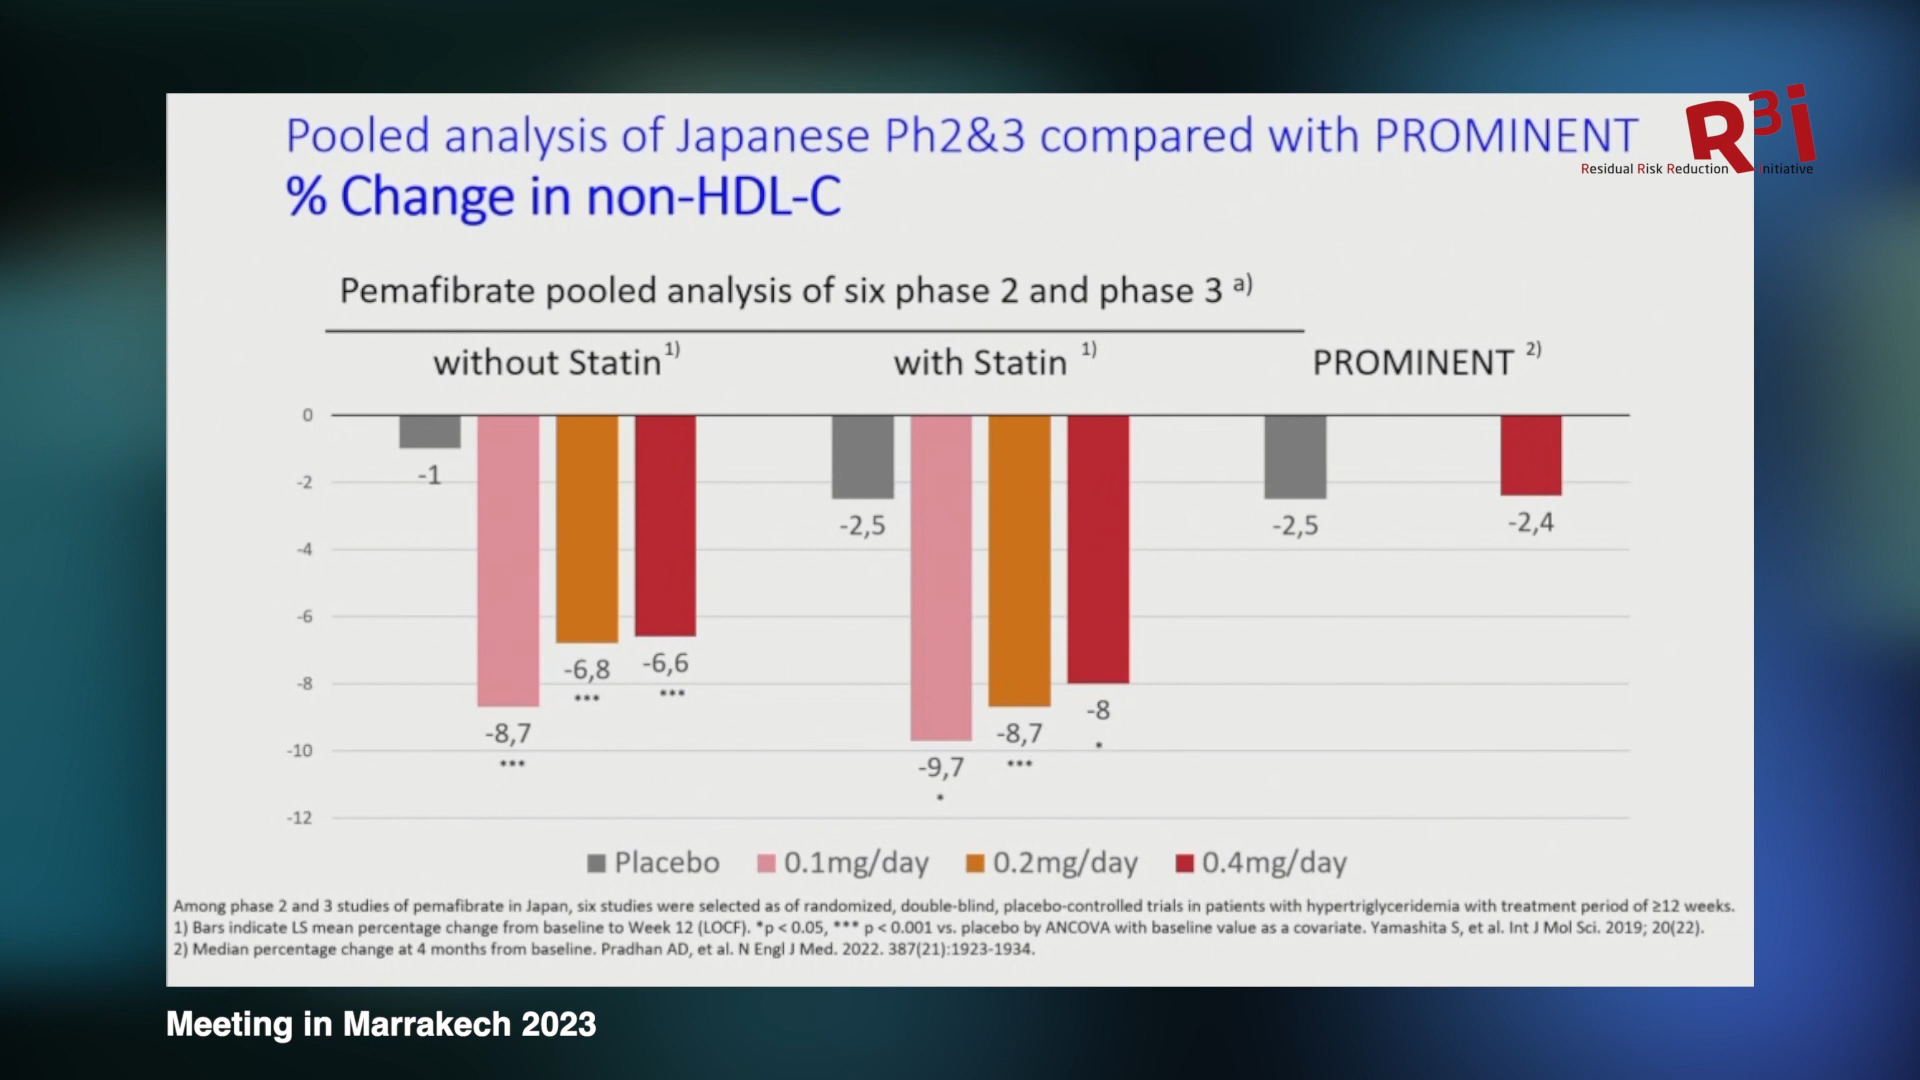 Pooled analysis of Japanese Ph2&3 compared with PROMINENT
% Change in non-HDL-C
R3i
Residual Risk Reduction initiative
Pemafibrate pooled analysis of six phase 2 and phase 3 a)
without Statin 1)
with Statin 1)
PROMINENT 2)
0
-2
-4
-6
-8
-10
-12
-1
-8,7
***
-6,8
***
-6,6
***
-2,5
-9,7
*
-8,7
***
-8
*
-2,5
-2,4
Placebo 0.1mg/day 0.2mg/day 0.4mg/day
Among phase 2 and 3 studies of pemafibrate in Japan, six studies were selected as of randomized, double-blind, placebo-controlled trials in patients with hypertriglyceridemia with treatment period of ≥12 weeks.
1) Bars indicate LS mean percentage change from baseline to Week 12 (LOCF). *p < 0.05, *** p < 0.001 vs. placebo by ANCOVA with baseline value as a covariate. Yamashita S, et al. Int J Mol Sci. 2019; 20(22).
2) Median percentage change at 4 months from baseline. Pradhan AD, et al. N Engl J Med. 2022. 387(21):1923-1934.
Meeting in Marrakech 2023